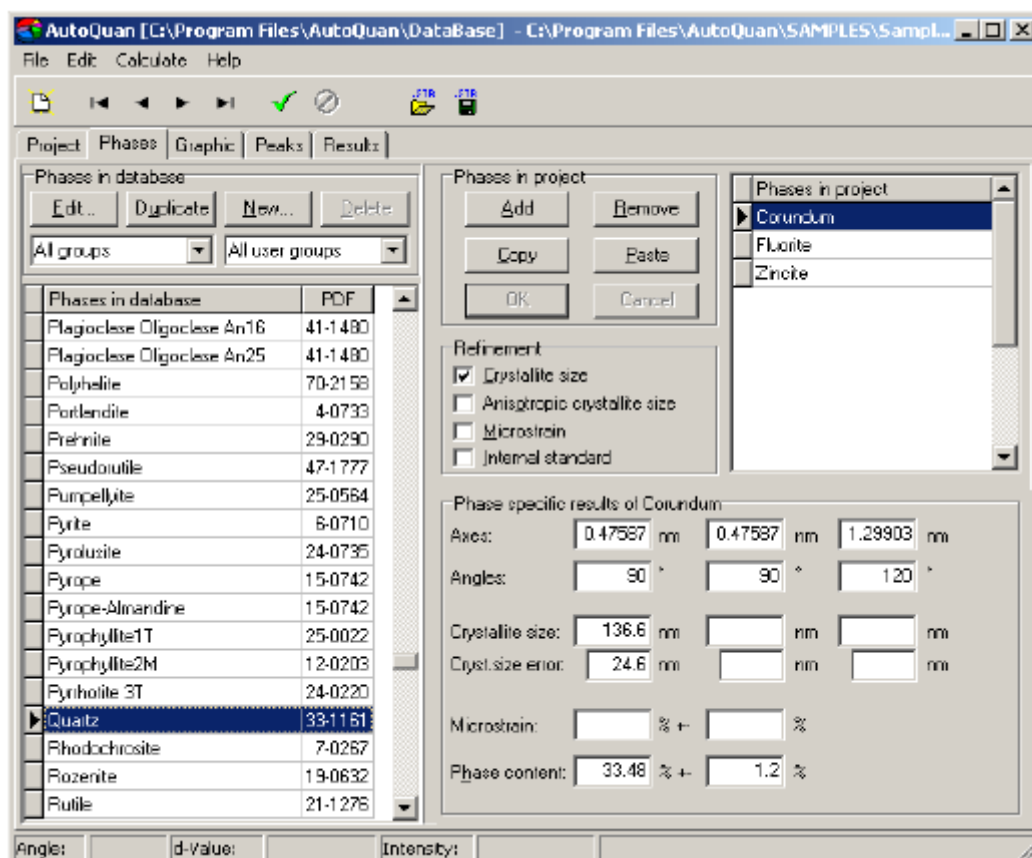 AutoQuan [C:\Program Files\AutoQuan\DataBase] - C:\Program Files\AutoQuan\SAMPLES\Sampl...
File Edit Calculate Help
.STR .STR
Project Phases Graphic Peaks Results
Phases in database
Edit... Duplicate New... Delete
All groups All user groups
Phases in database PDF
Plagioclase Oligoclase An16 41-1480
Plagioclase Oligoclase An25 41-1480
Polyhalite 70-2158
Portlandite 4-0733
Prehnite 29-0290
Pseudorutile 47-1777
Pumpellyite 25-0564
Pyrite 6-0710
Pyrolusite 24-0735
Pyrope 15-0742
Pyrope-Almandine 15-0742
Pyrophyllite1T 25-0022
Pyrophyllite2M 12-0203
Pyrrhotite 3T 24-0220
Quartz 33-1161
Rhodochrosite 7-0267
Rozenite 19-0632
Rutile 21-1276
Phases in project
Add Remove
Copy Paste
OK Cancel
Phases in project
Corundum
Fluorite
Zincite
Refinement
Crystallite size
Anisotropic crystallite size
Microstrain
Internal standard
Phase specific results of Corundum
Axes: 0.47587 nm 0.47587 nm 1.29903 nm
Angles: 90 ° 90 ° 120 °
Crystallite size: 136.6 nm nm nm
Cryst.size error: 24.6 nm nm nm
Microstrain: % +- %
Phase content: 33.48 % +- 1.2 %
Angle: d-Value: Intensity: